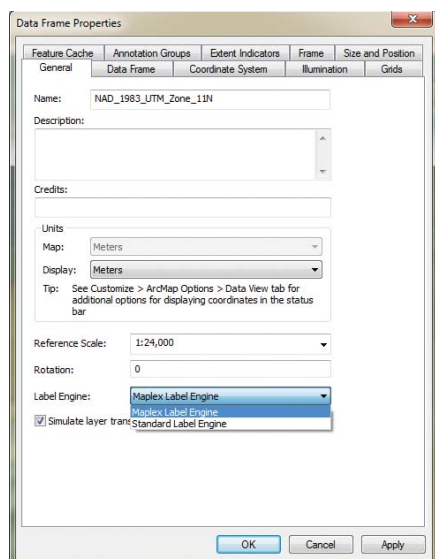 Data Frame Properties
Feature Cache Annotation Groups Extent Indicators Frame Size and Position
General Data Frame Coordinate System Illumination Grids
Name: NAD_1983_UTM_Zone_11N
Description:
Credits:
Units
Map: Meters
Display: Meters
Tip: See Customize > ArcMap Options > Data View tab for
additional options for displaying coordinates in the status
bar
Reference Scale: 1:24,000
Rotation: 0
Label Engine: Maplex Label Engine
Maplex Label Engine
Simulate layer tran Standard Label Engine
OK Cancel Apply